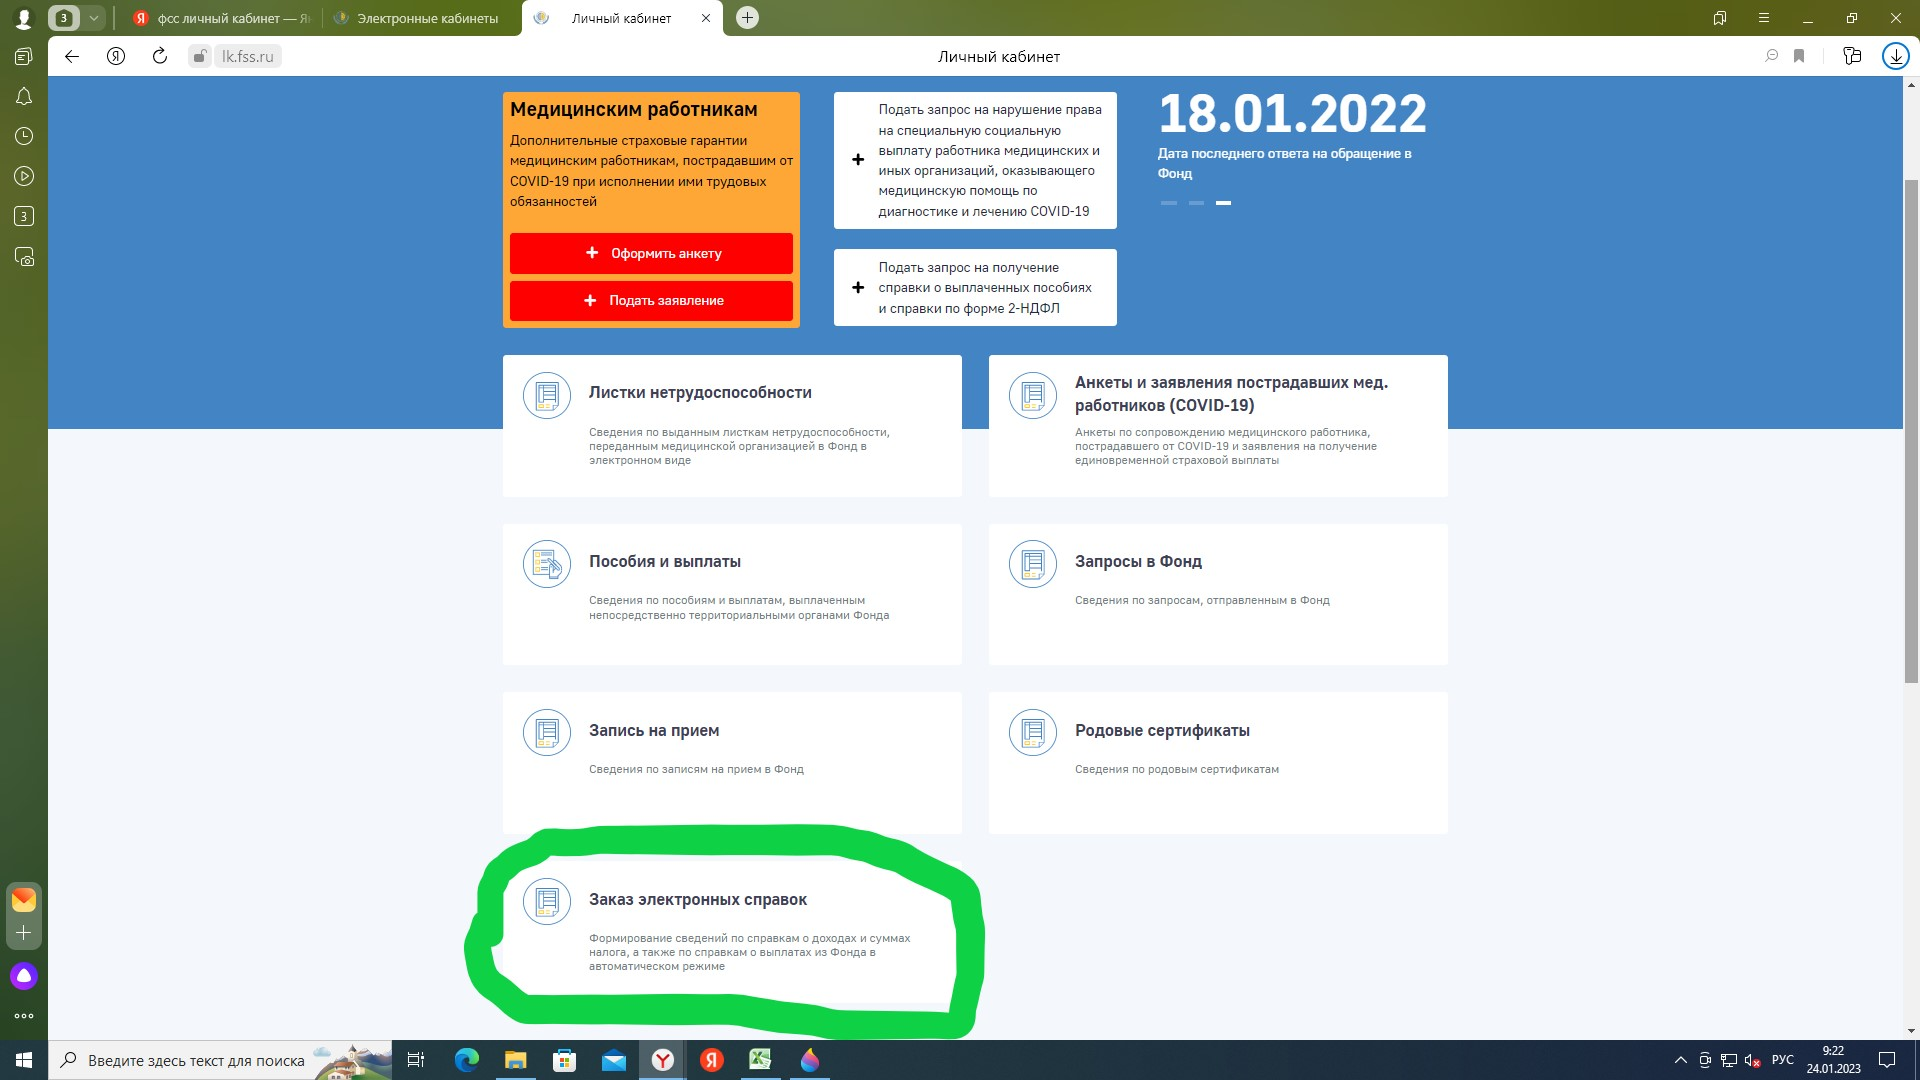 3
фсс личный кабинет — Ян
Электронные кабинеты
Личный кабинет
lk.fss.ru
Личный кабинет
3
Медицинским работникам
Дополнительные страховые гарантии
медицинским работникам, пострадавшим от
COVID-19 при исполнении ими трудовых
обязанностей
+ Оформить анкету
+ Подать заявление
Подать запрос на нарушение права
на специальную социальную
выплату работника медицинских и
иных организаций, оказывающего
медицинскую помощь по
диагностике и лечению COVID-19
Подать запрос на получение
справки о выплаченных пособиях
и справки по форме 2-НДФЛ
18.01.2022
Дата последнего ответа на обращение в
Фонд
Листки нетрудоспособности
Сведения по выданным листкам нетрудоспособности,
переданным медицинской организацией в Фонд в
электронном виде
Анкеты и заявления пострадавших мед.
работников (COVID-19)
Анкеты по сопровождению медицинского работника,
пострадавшего от COVID-19 и заявления на получение
единовременной страховой выплаты
Пособия и выплаты
Сведения по пособиям и выплатам, выплаченным
непосредственно территориальными органами Фонда
Запросы в Фонд
Сведения по запросам, отправленным в Фонд
Запись на прием
Сведения по записям на прием в Фонд
Родовые сертификаты
Сведения по родовым сертификатам
Заказ электронных справок
Формирование сведений по справкам о доходах и суммах
налога, а также по справкам о выплатах из Фонда в
автоматическом режиме
Введите здесь текст для поиска
РУС
9:22
24.01.2023